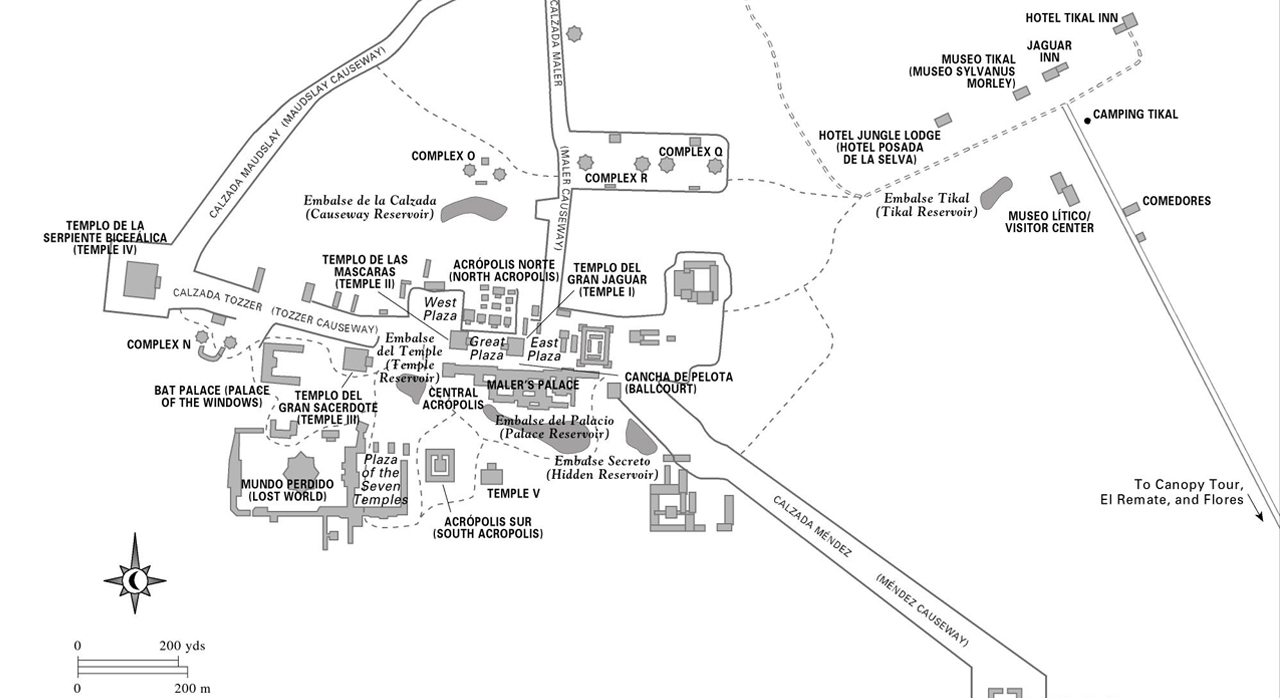 HOTEL TIKAL INN
JAGUAR
INN
MUSEO TIKAL
(MUSEO SYLVANUS
MORLEY)
CALZADA MALER
CALZADA MAUDSLAY (MAUDSLAY CAUSEWAY)
CAMPING TIKAL
HOTEL JUNGLE LODGE
(HOTEL POSADA
DE LA SELVA)
COMPLEX O
COMPLEX Q
COMPLEX R
(MALER CAUSEWAY)
Embalse de la Calzada
(Causeway Reservoir)
Embalse Tikal
(Tikal Reservoir)
MUSEO LÍTICO/
VISITOR CENTER
COMEDORES
TEMPLO DE LA
SERPIENTE BICEFÁLICA
(TEMPLE IV)
TEMPLO DE LAS
MASCARAS
(TEMPLE II)
ACRÓPOLIS NORTE
(NORTH ACROPOLIS)
TEMPLO DEL
GRAN JAGUAR
(TEMPLE I)
CALZADA TOZZER (TOZZER CAUSEWAY)
West
Plaza
Great
Plaza
East
Plaza
COMPLEX N
Embalse
del Temple
(Temple
Reservoir)
BAT PALACE (PALACE
OF THE WINDOWS)
TEMPLO DEL
GRAN SACERDOTE
(TEMPLE III)
CENTRAL
ACRÓPOLIS
MALER'S PALACE
CANCHA DE PELOTA
(BALLCOURT)
Embalse del Palacio
(Palace Reservoir)
Embalse Secreto
(Hidden Reservoir)
MUNDO PERDIDO
(LOST WORLD)
Plaza
of the
Seven
Temples
TEMPLE V
ACRÓPOLIS SUR
(SOUTH ACROPOLIS)
To Canopy Tour,
El Remate, and Flores
CALZADA MÉNDEZ (MÉNDEZ CAUSEWAY)
0 200 yds
0 200 m